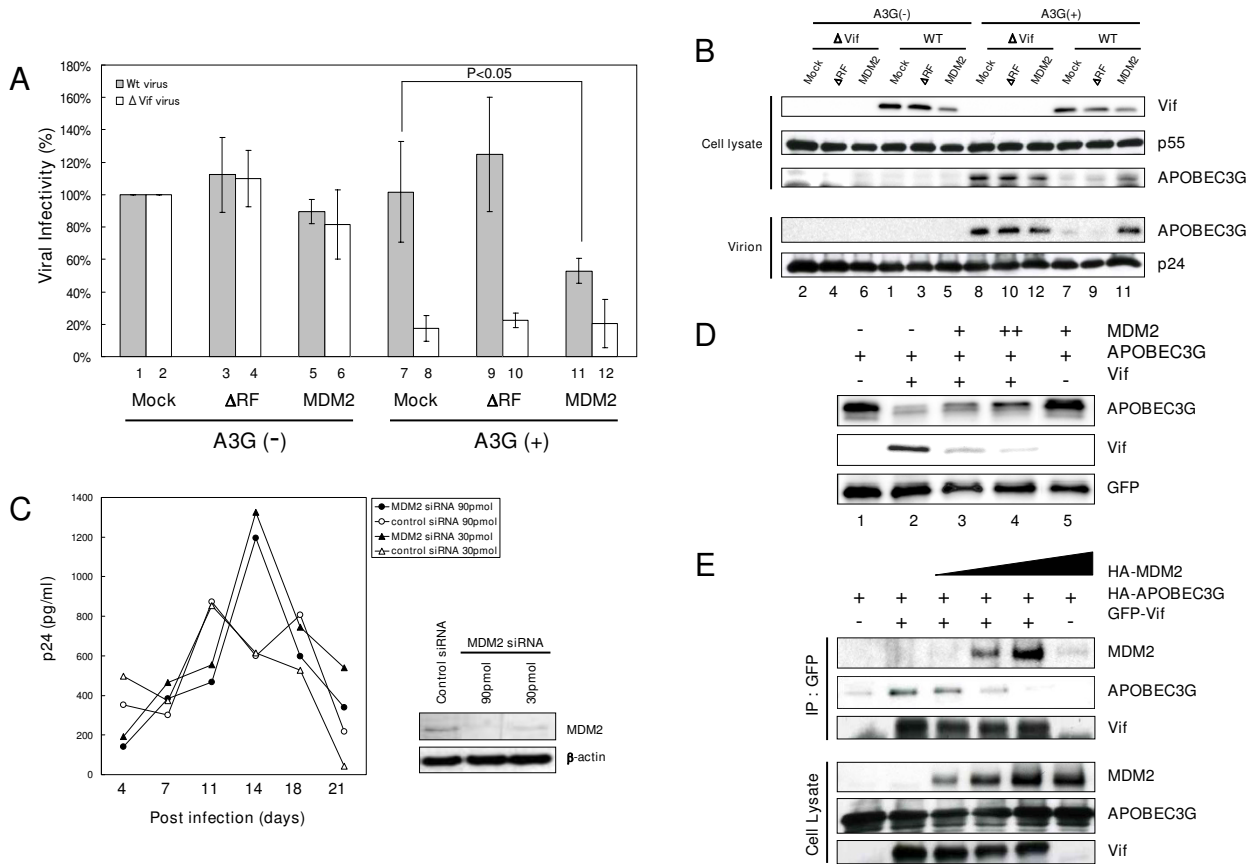 A
180%
160%
140%
120%
100%
80%
60%
40%
20%
0%
Viral Infectivity (%)
Wt virus
Δ Vif virus
P<0.05
1 2 3 4 5 6 7 8 9 10 11 12
Mock ΔRF MDM2 Mock ΔRF MDM2
A3G (-) A3G (+)
B
A3G(-) A3G(+)
Δ Vif WT Δ Vif WT
Mock ΔRF MDM2 Mock ΔRF MDM2 Mock ΔRF MDM2 Mock ΔRF MDM2
Cell lysate
Vif
p55
APOBEC3G
Virion
APOBEC3G
p24
2 4 6 1 3 5 8 10 12 7 9 11
C
1400
1200
1000
800
600
400
200
0
p24 (pg/ml)
4 7 11 14 18 21
Post infection (days)
MDM2 siRNA 90pmol
control siRNA 90pmol
MDM2 siRNA 30pmol
control siRNA 30pmol
Control siRNA
MDM2 siRNA
90pmol
30pmol
MDM2
β-actin
D
- - + ++ + MDM2
+ + + + + APOBEC3G
- + + + - Vif
APOBEC3G
Vif
GFP
1 2 3 4 5
E
HA-MDM2
+ + + + + + HA-APOBEC3G
- + + + + - GFP-Vif
IP : GFP
MDM2
APOBEC3G
Vif
Cell Lysate
MDM2
APOBEC3G
Vif